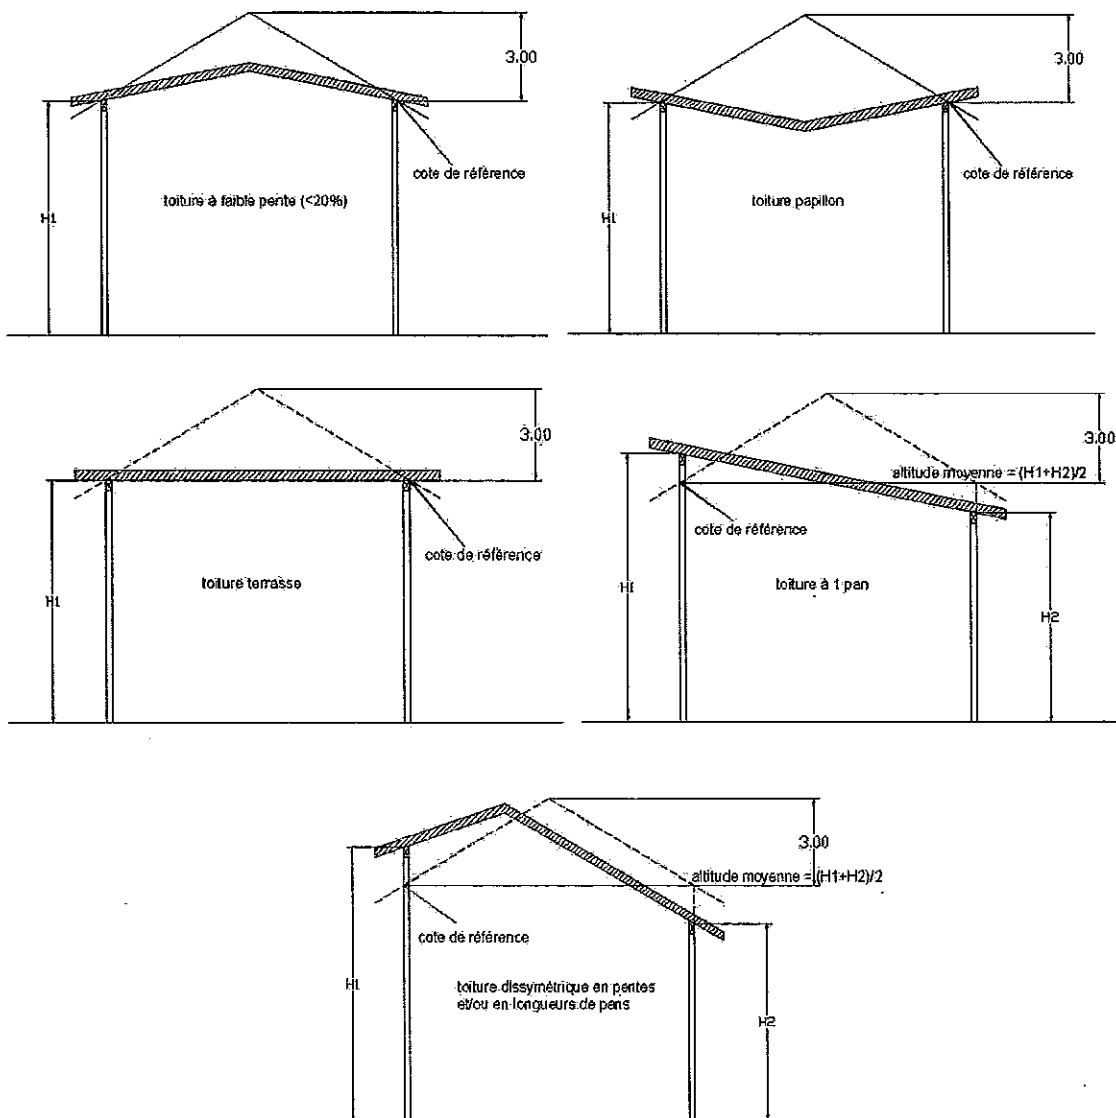 3.00
cote de référence
toiture à faible pente (<20%)
H1
3.00
cote de référence
toiture papillon
H1
3.00
cote de référence
toiture terrasse
H1
3.00
altitude moyenne = (H1+H2)/2
cote de référence
toiture à 1 pan
H1
H2
3.00
altitude moyenne = (H1+H2)/2
cote de référence
toiture dissymétrique en pentes
et/ou en longueurs de pans
H1
H2